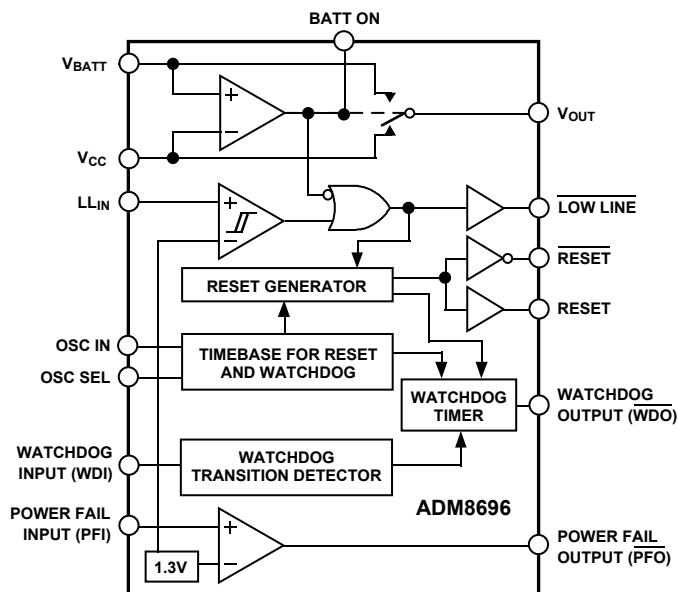 BATT ON
VBATT
VOUT
+
−
VCC
LLIN
+
−
LOW LINE
RESET
RESET GENERATOR
RESET
OSC IN
OSC SEL
TIMEBASE FOR RESET
AND WATCHDOG
WATCHDOG
TIMER
WATCHDOG
OUTPUT (WDO)
WATCHDOG
INPUT (WDI)
WATCHDOG
TRANSITION DETECTOR
ADM8696
POWER FAIL
INPUT (PFI)
+
−
1.3V
POWER FAIL
OUTPUT (PFO)